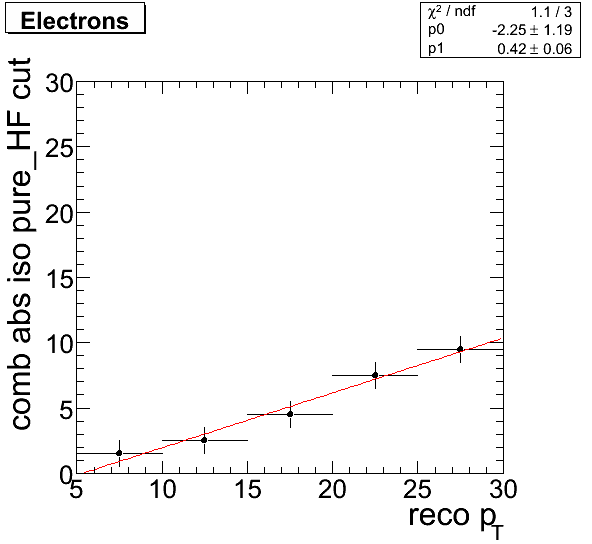 Electrons
χ² / ndf 1.1 / 3
p0 -2.25 ± 1.19
p1 0.42 ± 0.06
comb abs iso pure_HF cut
30
25
20
15
10
5
0
5 10 15 20 25 30
reco p_T